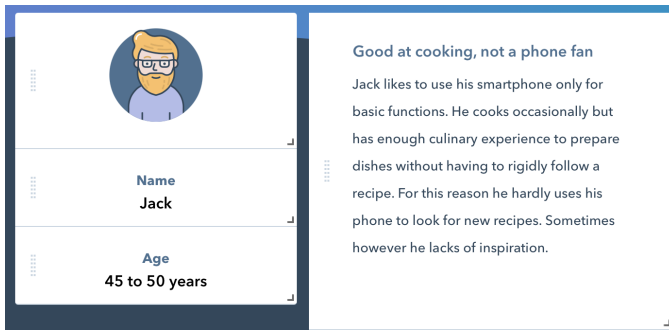 Name
Jack
Age
45 to 50 years
Good at cooking, not a phone fan
Jack likes to use his smartphone only for
basic functions. He cooks occasionally but
has enough culinary experience to prepare
dishes without having to rigidly follow a
recipe. For this reason he hardly uses his
phone to look for new recipes. Sometimes
however he lacks of inspiration.